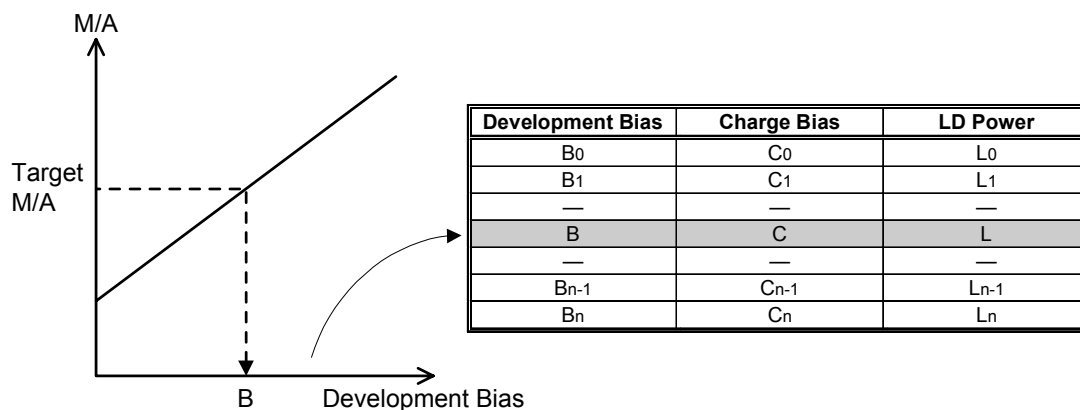 M/A
Target
M/A
B
Development Bias
Development Bias Charge Bias LD Power
B0 C0 L0
B1 C1 L1
— — —
B C L
— — —
Bn-1 Cn-1 Ln-1
Bn Cn Ln